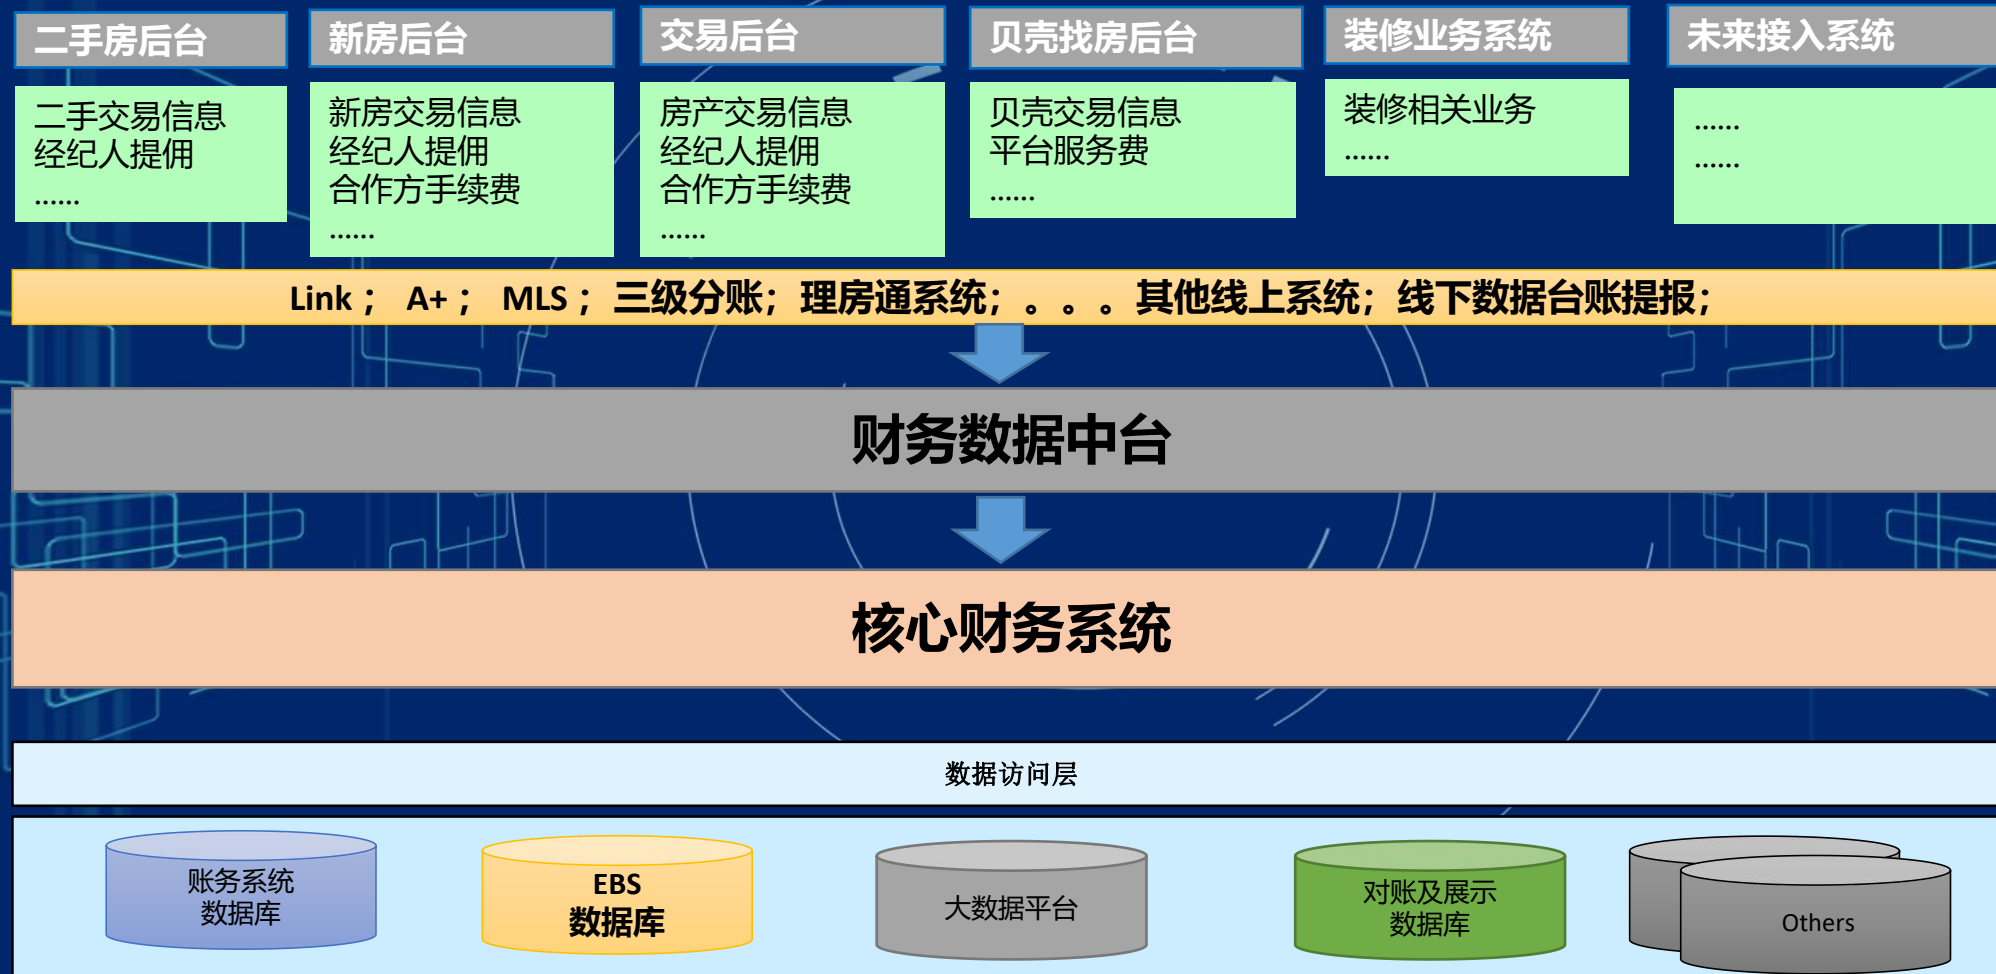 二手房后台
新房后台
交易后台
贝壳找房后台
装修业务系统
未来接入系统
二手交易信息
经纪人提佣
......
新房交易信息
经纪人提佣
合作方手续费
......
房产交易信息
经纪人提佣
合作方手续费
......
贝壳交易信息
平台服务费
......
装修相关业务
......
......
......
Link ； A+ ； MLS ；三级分账；理房通系统；。。。其他线上系统；线下数据台账提报；
财务数据中台
核心财务系统
数据访问层
账务系统
数据库
EBS
数据库
大数据平台
对账及展示
数据库
Others